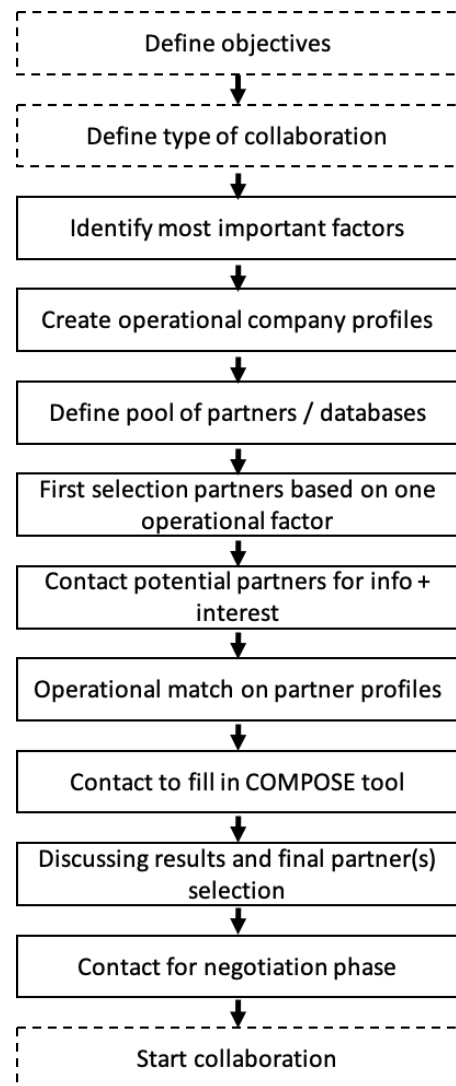 Define objectives
Define type of collaboration
Identify most important factors
Create operational company profiles
Define pool of partners / databases
First selection partners based on one
operational factor
Contact potential partners for info +
interest
Operational match on partner profiles
Contact to fill in COMPOSE tool
Discussing results and final partner(s)
selection
Contact for negotiation phase
Start collaboration